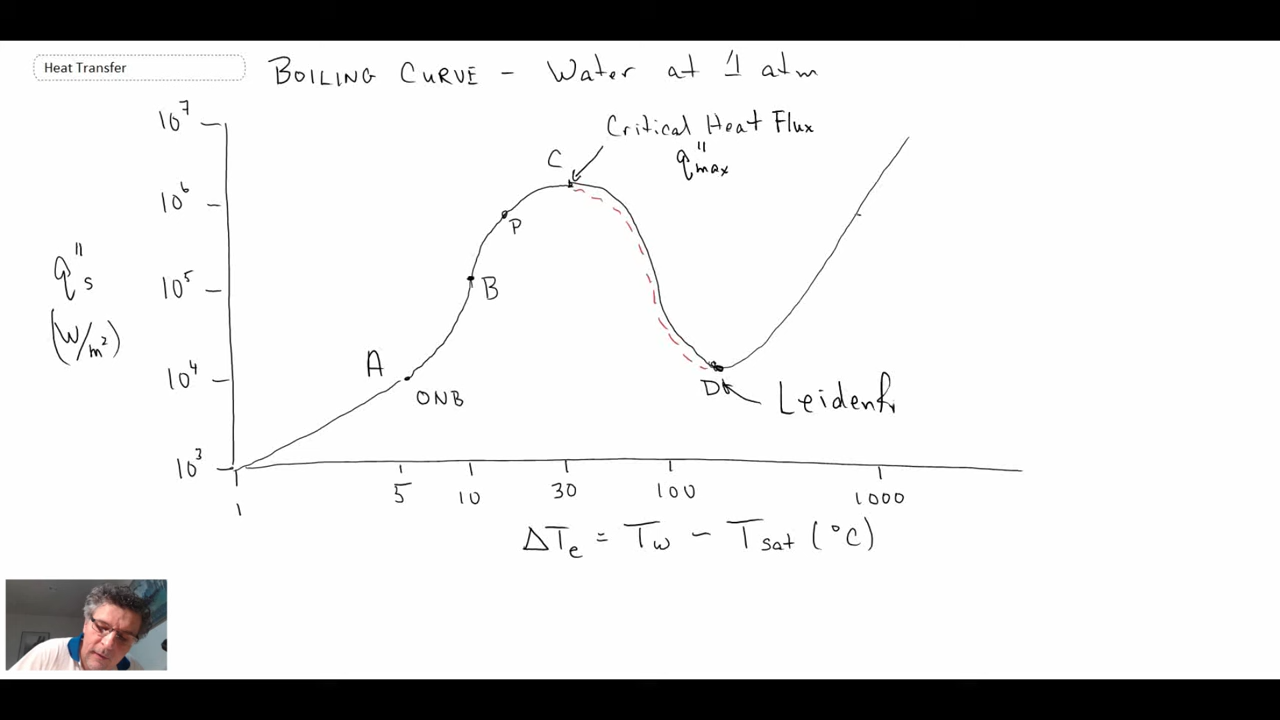 Heat Transfer
BOILING CURVE - Water at 1 atm
10⁷
Critical Heat Flux
q"max
C
10⁶
P
q"s
(W/m²)
10⁵
B
A
10⁴
ONB
D
Leidenfr
10³
1
5
10
30
100
1000
ΔTe = Tw - Tsat (°C)